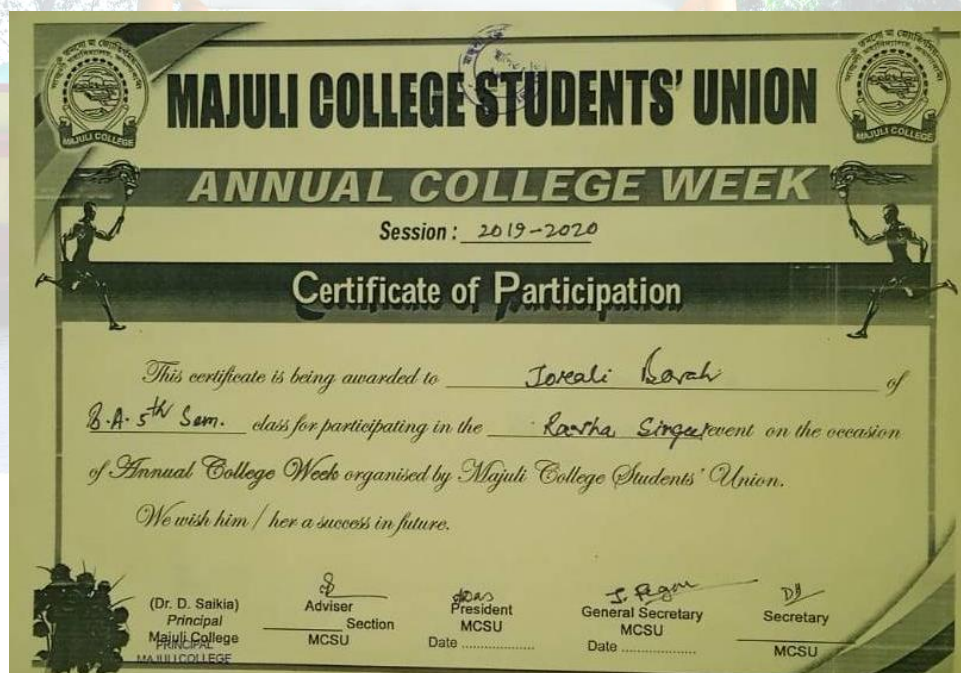 MAJULI COLLEGE
MAJULI COLLEGE STUDENTS' UNION
MAJULI COLLEGE
ANNUAL COLLEGE WEEK
Session : 2019-2020
Certificate of Participation
This certificate is being awarded to Joreali Borah of
B.A. 5th Sem. class for participating in the Raasha Singeet event on the occasion
of Annual College Week organised by Majuli College Students' Union.
We wish him / her a success in future.
(Dr. D. Saikia)
Principal
Majuli College
PRINCIPAL
MAJULI COLLEGE
Adviser
Section
MCSU
President
MCSU
Date
General Secretary
MCSU
Date
Secretary
MCSU